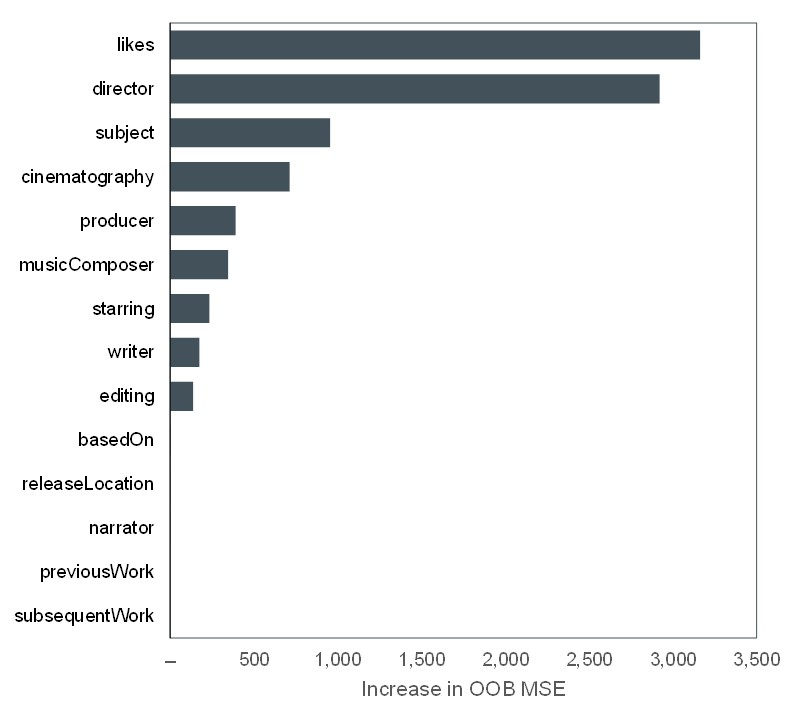 likes
director
subject
cinematography
producer
musicComposer
starring
writer
editing
basedOn
releaseLocation
narrator
previousWork
subsequentWork
– 500 1,000 1,500 2,000 2,500 3,000 3,500
Increase in OOB MSE